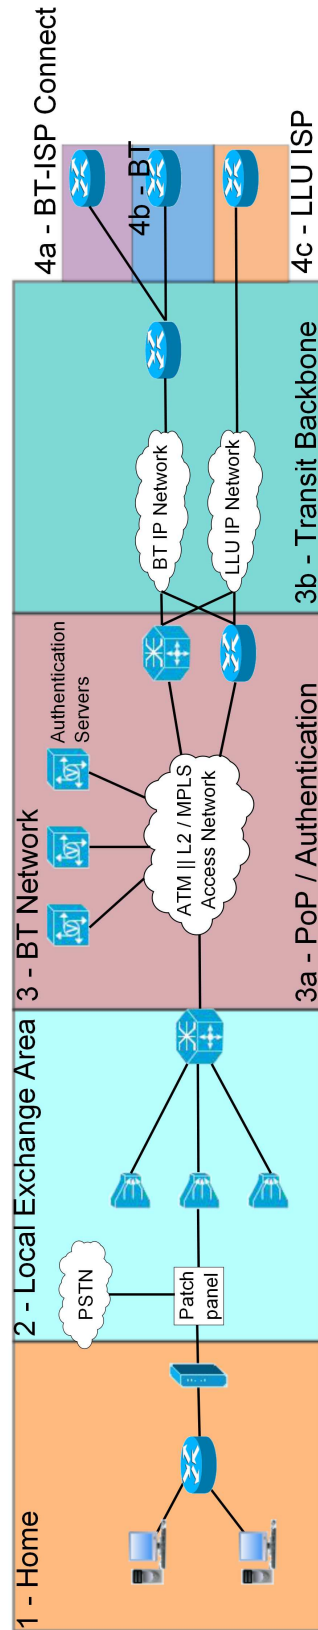 1 - Home
2 - Local Exchange Area
PSTN
Patch
panel
3 - BT Network
Authentication
Servers
ATM || L2 / MPLS
Access Network
3a - PoP / Authentication
BT IP Network
LLU IP Network
3b - Transit Backbone
4a - BT-ISP Connect
4b - BT
4c - LLU ISP